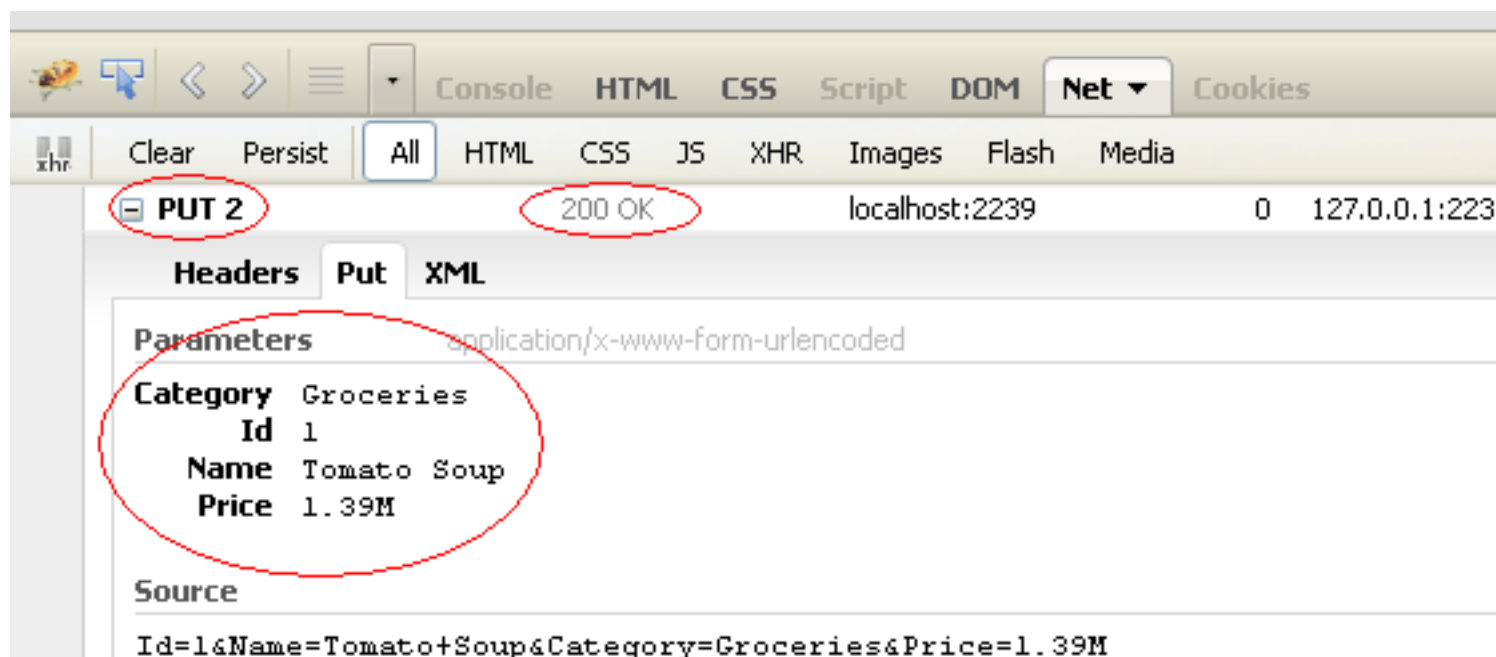 Console HTML CSS Script DOM Net Cookies
xhr Clear Persist All HTML CSS JS XHR Images Flash Media
PUT 2 200 OK localhost:2239 0 127.0.0.1:223
Headers Put XML
Parameters application/x-www-form-urlencoded
Category Groceries
Id 1
Name Tomato Soup
Price 1.39M
Source
Id=1&Name=Tomato+Soup&Category=Groceries&Price=1.39M